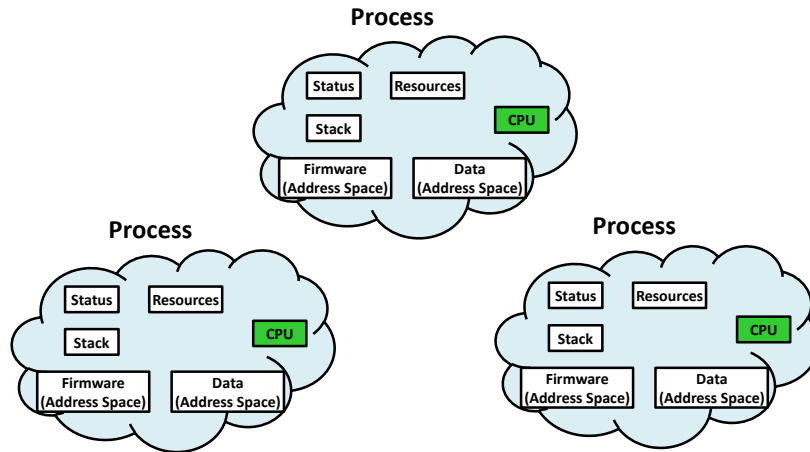 Process
Status
Resources
CPU
Stack
Firmware
(Address Space)
Data
(Address Space)
Process
Status
Resources
CPU
Stack
Firmware
(Address Space)
Data
(Address Space)
Process
Status
Resources
CPU
Stack
Firmware
(Address Space)
Data
(Address Space)